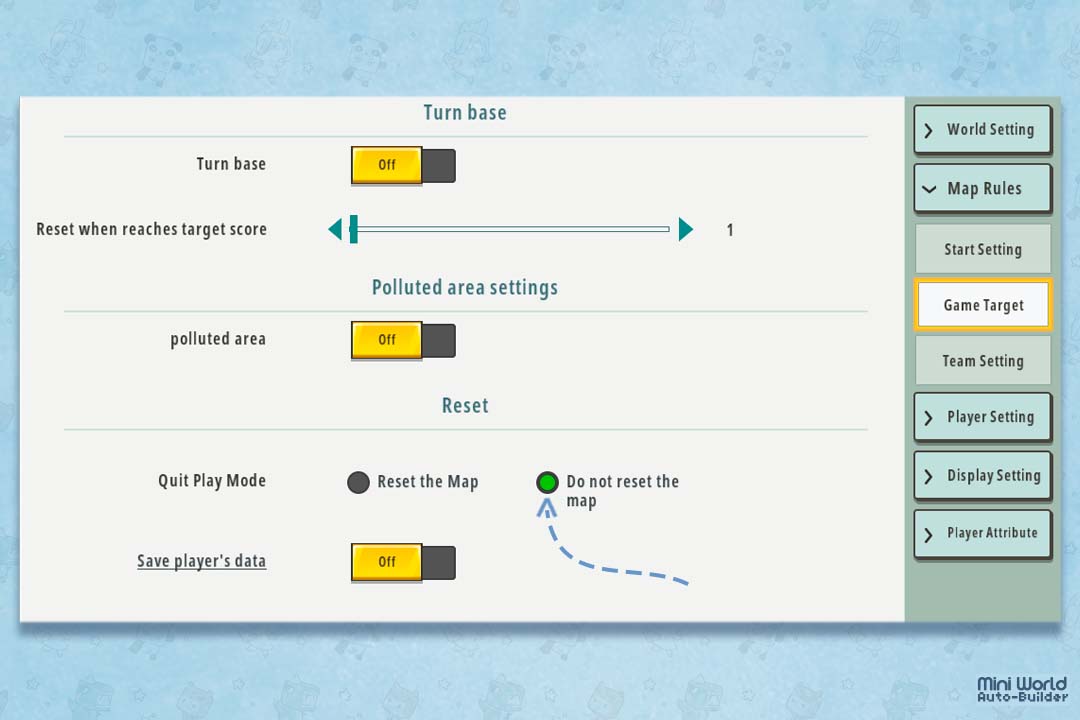 Turn base
Turn base
Off
Reset when reaches target score
1
Polluted area settings
polluted area
Off
Reset
Quit Play Mode
Reset the Map
Do not reset the
map
Save player's data
Off
World Setting
Map Rules
Start Setting
Game Target
Team Setting
Player Setting
Display Setting
Player Attribute
Mini World
Auto-Builder